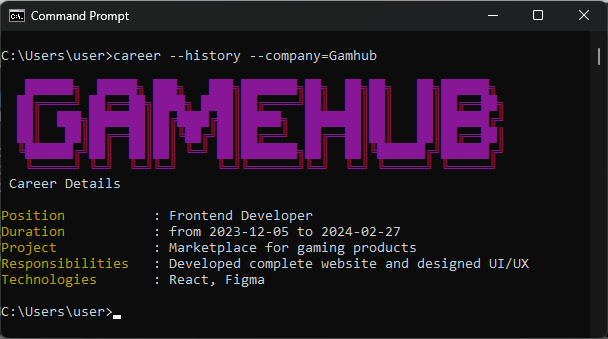 Command Prompt
C:\Users\user>career --history --company=Gamhub
GAMEHUB
Career Details
Position : Frontend Developer
Duration : from 2023-12-05 to 2024-02-27
Project : Marketplace for gaming products
Responsibilities : Developed complete website and designed UI/UX
Technologies : React, Figma
C:\Users\user>